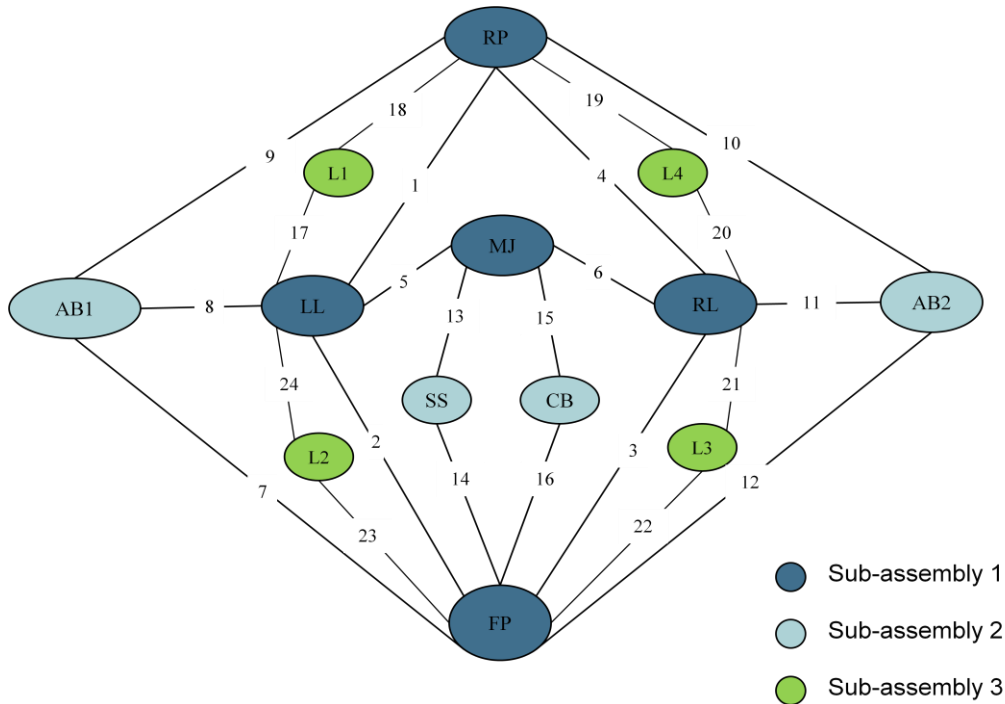 RP
18
19
9
10
L1
L4
1
4
17
20
MJ
5
6
AB1
8
LL
RL
11
AB2
13
15
24
21
SS
CB
2
3
L2
L3
7
14
16
12
23
22
FP
Sub-assembly 1
Sub-assembly 2
Sub-assembly 3